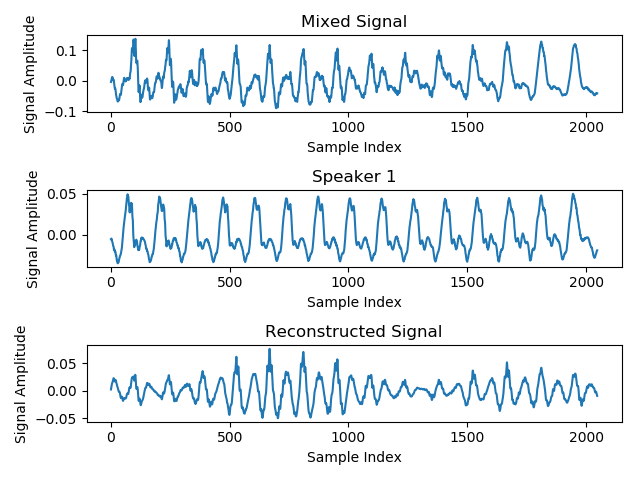 Mixed Signal
Signal Amplitude
0.1
0.0
−0.1
0 500 1000 1500 2000
Sample Index
Speaker 1
Signal Amplitude
0.05
0.00
0 500 1000 1500 2000
Sample Index
Reconstructed Signal
Signal Amplitude
0.05
0.00
−0.05
0 500 1000 1500 2000
Sample Index